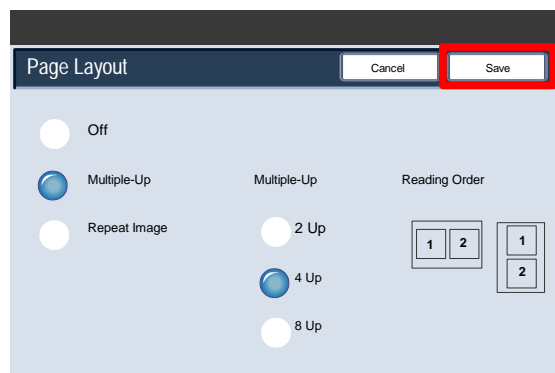 Page Layout
Cancel
Save
Off
Multiple-Up
Multiple-Up
Reading Order
Repeat Image
2 Up
4 Up
8 Up
1 2
1
2